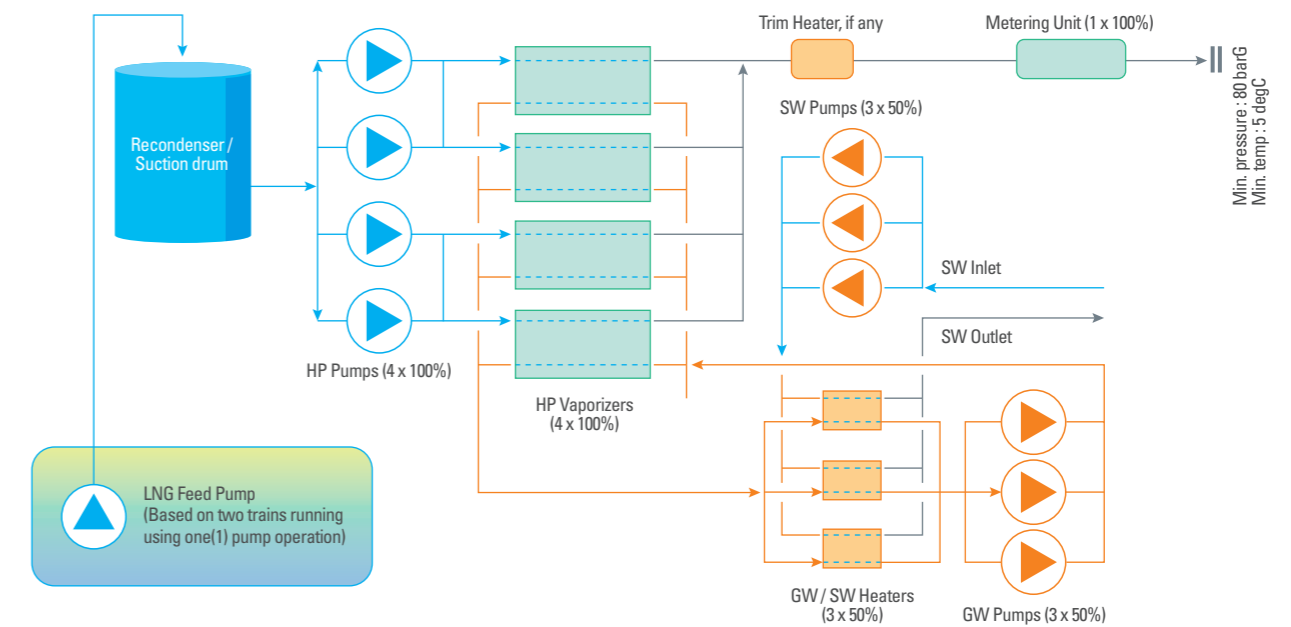 Trim Heater, if any
Metering Unit (1 x 100%)
Min. pressure : 80 barG
Min. temp : 5 degC
SW Pumps (3 x 50%)
Recondenser /
Suction drum
SW Inlet
SW Outlet
HP Pumps (4 x 100%)
HP Vaporizers
(4 x 100%)
LNG Feed Pump
(Based on two trains running
using one(1) pump operation)
GW / SW Heaters
(3 x 50%)
GW Pumps (3 x 50%)